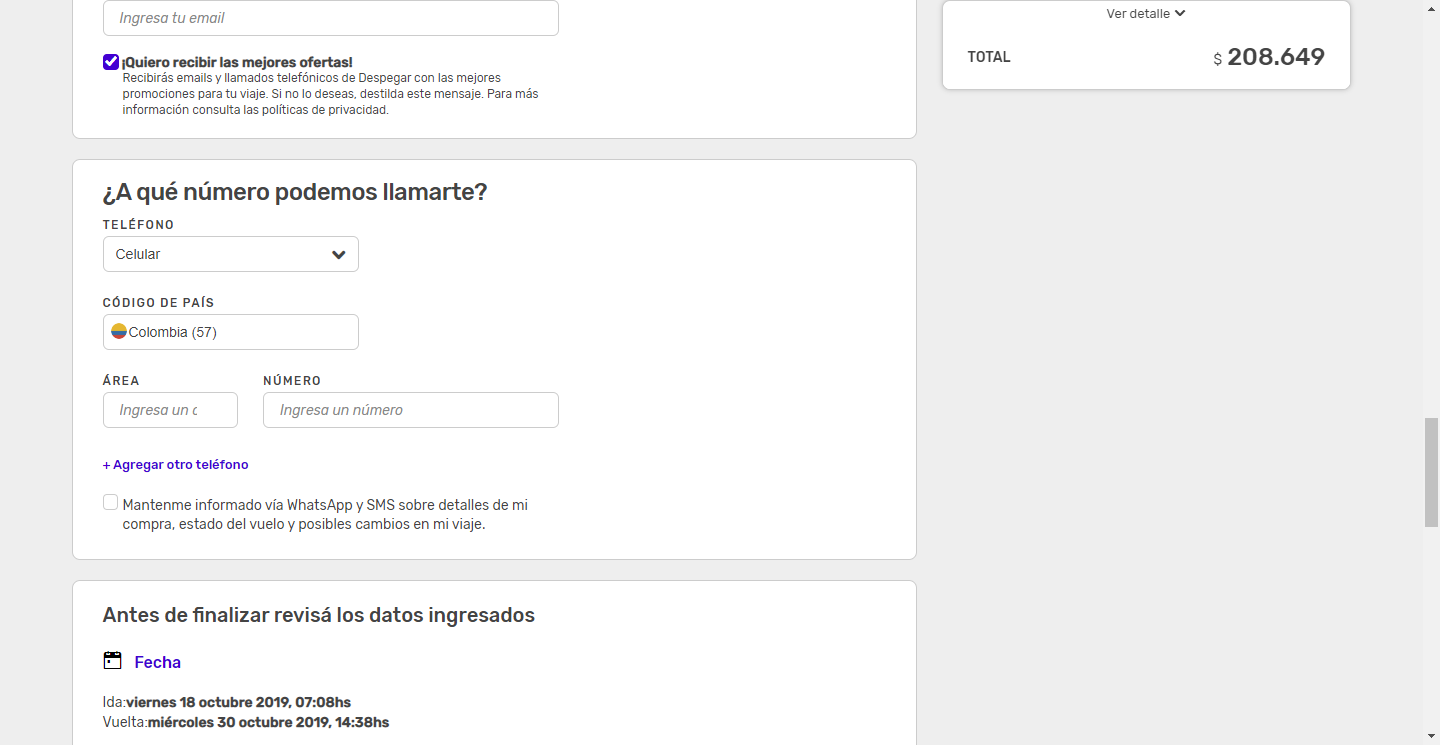 Ingresa tu email
¡Quiero recibir las mejores ofertas!
Recibirás emails y llamados telefónicos de Despegar con las mejores
promociones para tu viaje. Si no lo deseas, destilda este mensaje. Para más
información consulta las políticas de privacidad.
Ver detalle
TOTAL
$ 208.649
¿A qué número podemos llamarte?
TELÉFONO
Celular
CÓDIGO DE PAÍS
Colombia (57)
ÁREA
NÚMERO
Ingresa un c
Ingresa un número
+ Agregar otro teléfono
Mantenme informado vía WhatsApp y SMS sobre detalles de mi
compra, estado del vuelo y posibles cambios en mi viaje.
Antes de finalizar revisá los datos ingresados
Fecha
Ida:viernes 18 octubre 2019, 07:08hs
Vuelta:miércoles 30 octubre 2019, 14:38hs